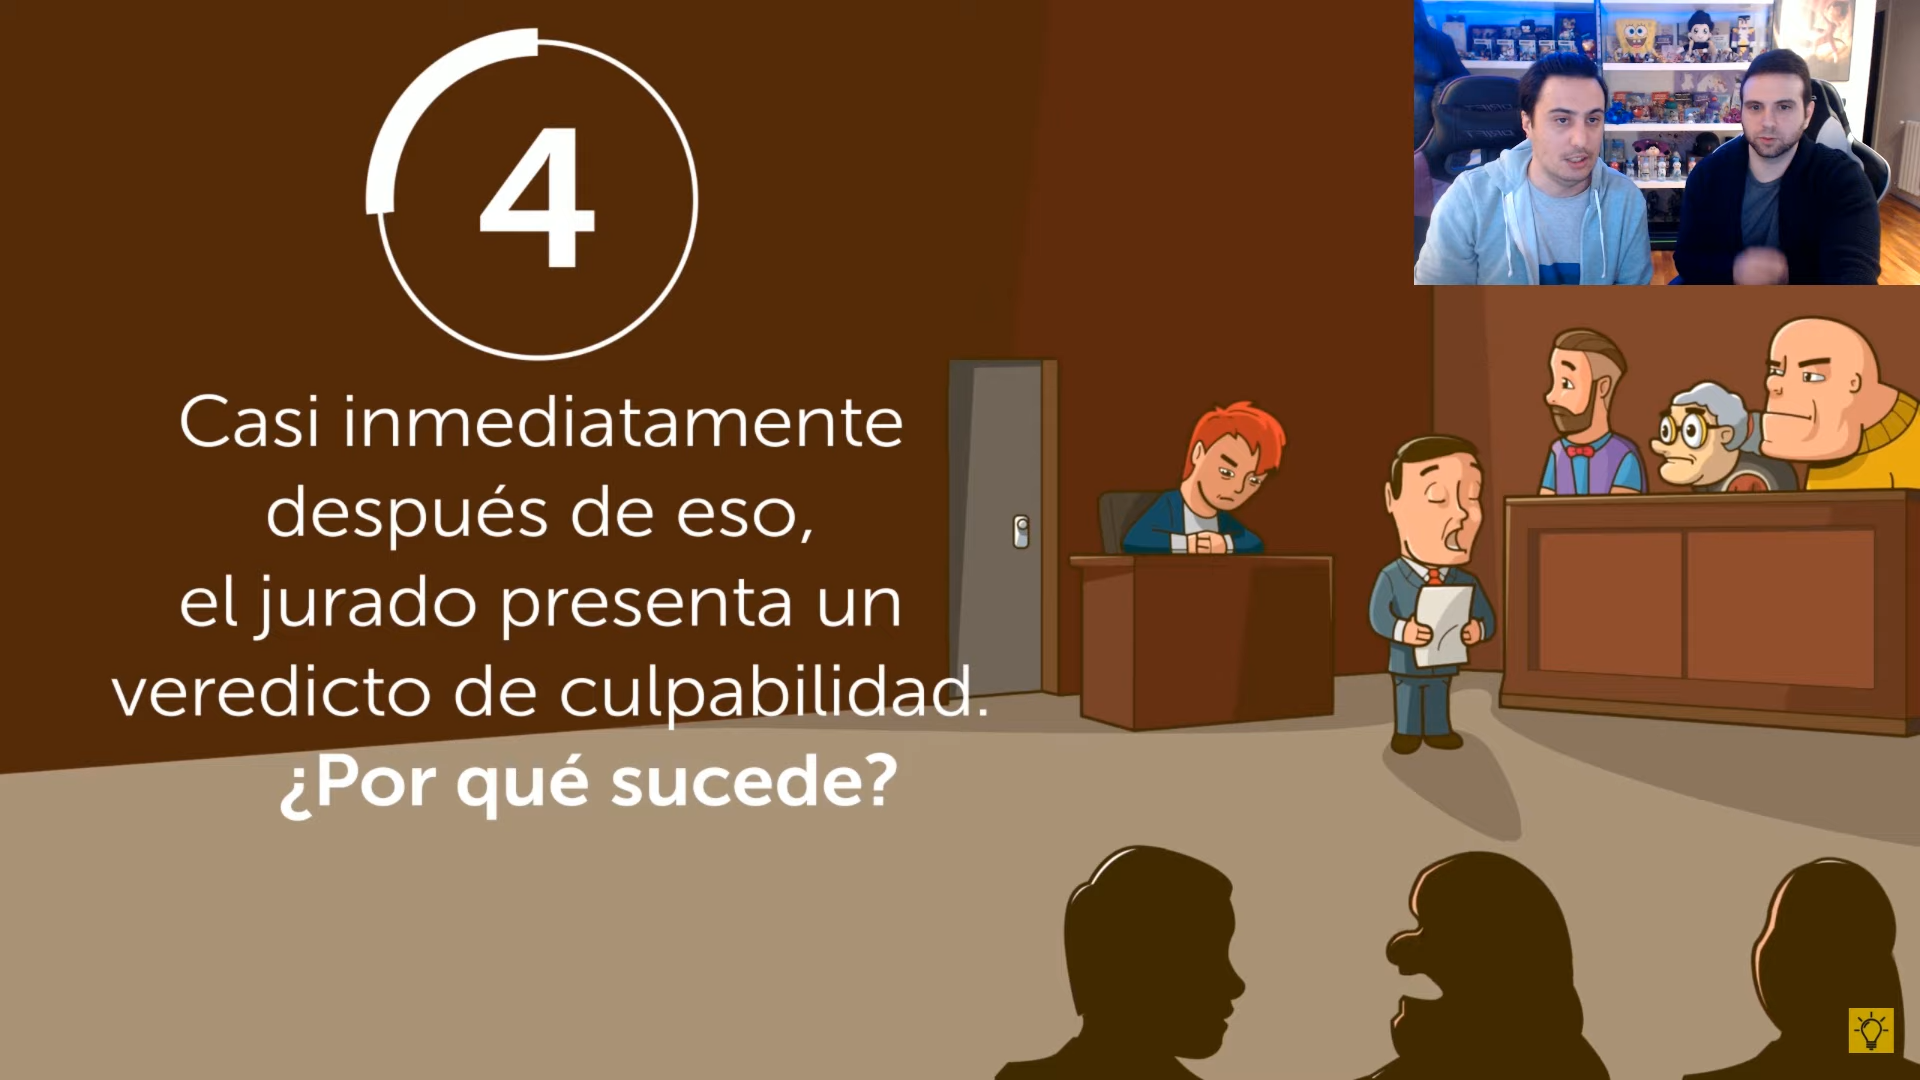 4
Casi inmediatamente
después de eso,
el jurado presenta un
veredicto de culpabilidad.
¿Por qué sucede?